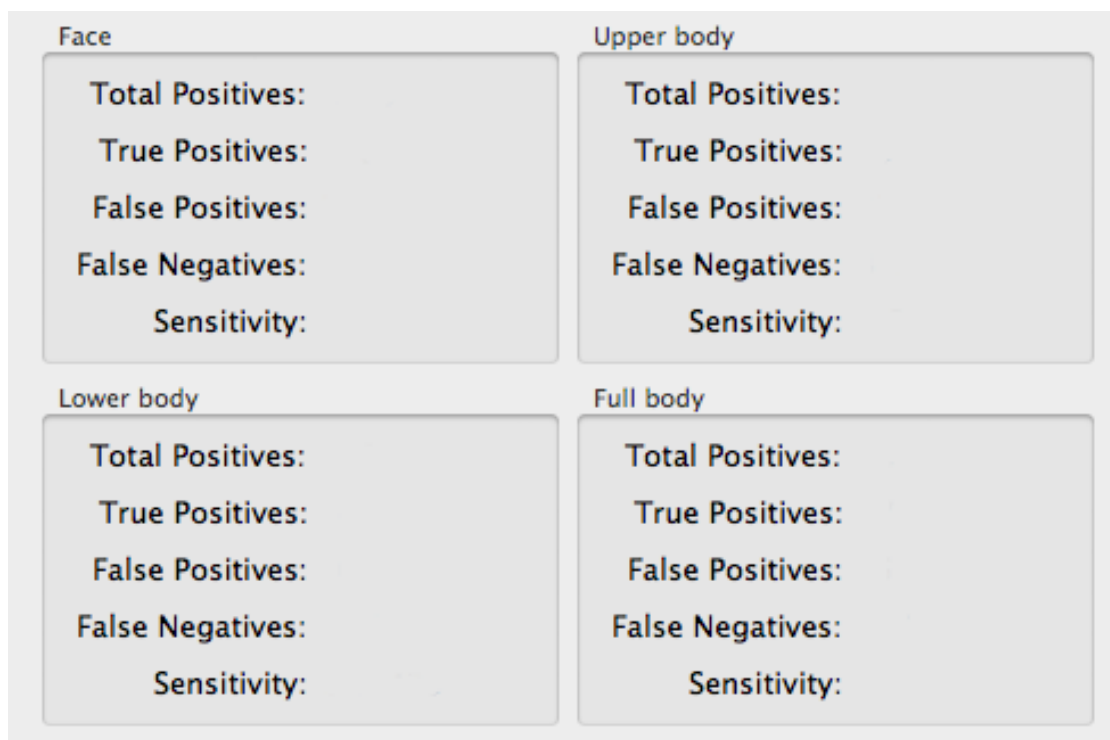 Face
Total Positives:
True Positives:
False Positives:
False Negatives:
Sensitivity:
Upper body
Total Positives:
True Positives:
False Positives:
False Negatives:
Sensitivity:
Lower body
Total Positives:
True Positives:
False Positives:
False Negatives:
Sensitivity:
Full body
Total Positives:
True Positives:
False Positives:
False Negatives:
Sensitivity: